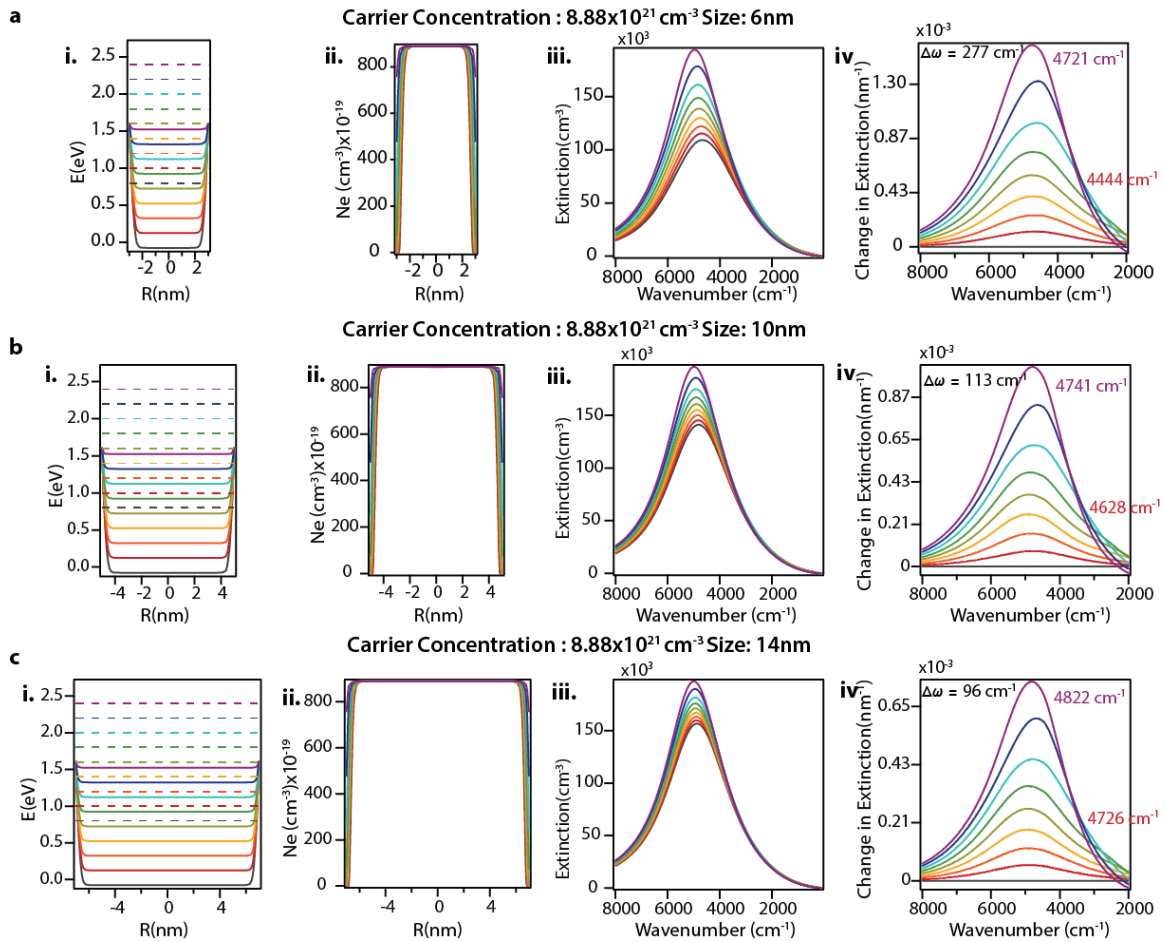 a
Carrier Concentration : 8.88x10²¹ cm⁻³ Size: 6nm
i.
E(eV)
2.5
2.0
1.5
1.0
0.5
0.0
-2 0 2
R(nm)
ii.
Ne (cm⁻³)x10⁻¹⁹
800
600
400
200
0
-2 0 2
R(nm)
iii.
x10³
Extinction(cm⁻³)
150
100
50
0
8000 6000 4000 2000
Wavenumber (cm⁻¹)
iv.
x10⁻³
Δω = 277 cm⁻¹
4721 cm⁻¹
4444 cm⁻¹
Change in Extinction(nm⁻¹)
1.30
0.87
0.43
0
8000 6000 4000 2000
Wavenumber (cm⁻¹)
b
Carrier Concentration : 8.88x10²¹ cm⁻³ Size: 10nm
i.
E(eV)
2.5
2.0
1.5
1.0
0.5
0.0
-4 -2 0 2 4
R(nm)
ii.
Ne (cm⁻³)x10⁻¹⁹
800
600
400
200
0
-4 -2 0 2 4
R(nm)
iii.
x10³
Extinction(cm⁻³)
150
100
50
0
8000 6000 4000 2000
Wavenumber (cm⁻¹)
iv.
x10⁻³
Δω = 113 cm⁻¹
4741 cm⁻¹
4628 cm⁻¹
Change in Extinction(nm⁻¹)
0.87
0.65
0.43
0.21
0
8000 6000 4000 2000
Wavenumber (cm⁻¹)
c
Carrier Concentration : 8.88x10²¹ cm⁻³ Size: 14nm
i.
E(eV)
2.5
2.0
1.5
1.0
0.5
0.0
-4 0 4
R(nm)
ii.
Ne (cm⁻³)x10⁻¹⁹
800
600
400
200
0
-4 0 4
R(nm)
iii.
x10³
Extinction(cm⁻³)
150
100
50
0
8000 6000 4000 2000
Wavenumber (cm⁻¹)
iv.
x10⁻³
Δω = 96 cm⁻¹
4822 cm⁻¹
4726 cm⁻¹
Change in Extinction(nm⁻¹)
0.65
0.43
0.21
0
8000 6000 4000 2000
Wavenumber (cm⁻¹)